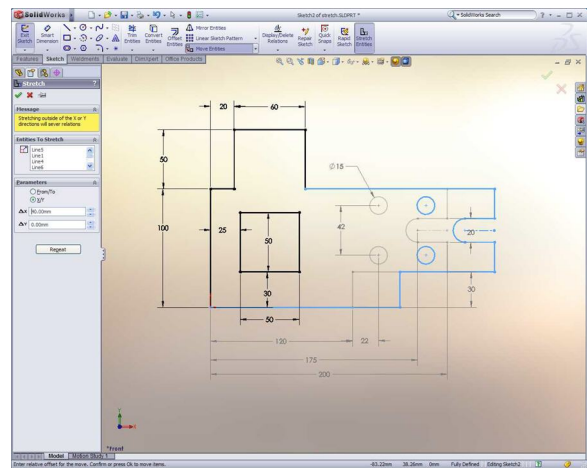 SolidWorks
Sketch2 of stretch.SLDPRT *
SolidWorks Search
Exit Sketch
Smart Dimension
Trim Entities
Convert Entities
Offset Entities
Mirror Entities
Linear Sketch Pattern
Move Entities
Display/Delete Relations
Repair Sketch
Quick Snaps
Rapid Sketch
Stretch Entities
Features Sketch Weldments Evaluate DimXpert Office Products
Stretch
Message
Stretching outside of the X or Y directions will sever relations
Entities To Stretch
Line5
Line1
Line4
Line6
Parameters
From/To
X/Y
ΔX 40.00mm
ΔY 0.00mm
Repeat
20
60
50
Ø15
100
25
50
42
20
30
30
50
120
22
175
200
*Front
Model Motion Study 1
Enter relative offset for the move. Confirm or press Ok to move items.
-83.22mm 38.26mm 0mm Fully Defined Editing Sketch2